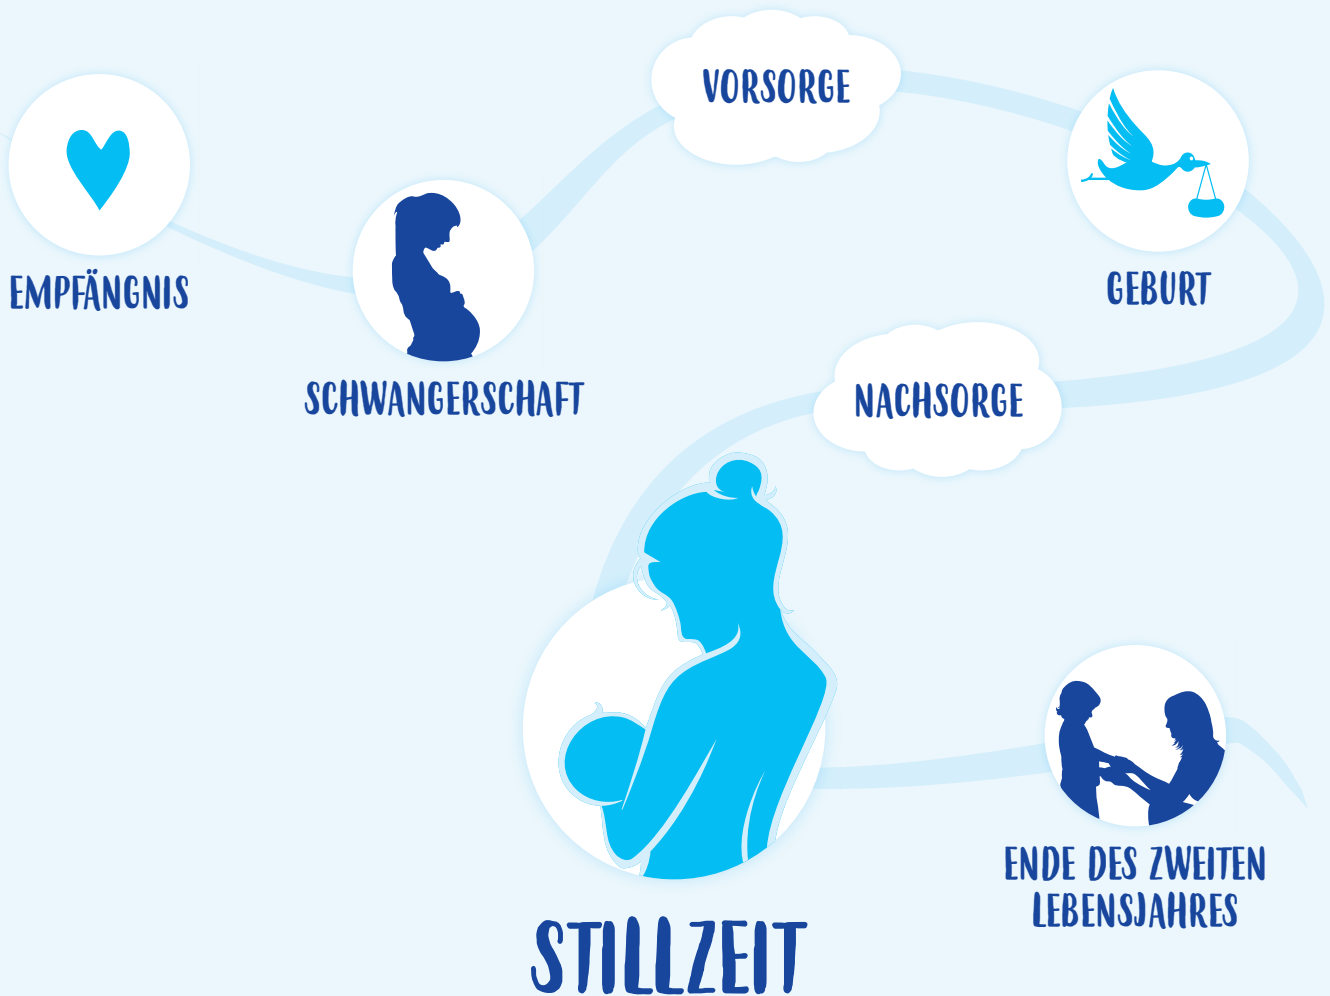 VORSORGE
EMPFÄNGNIS
GEBURT
SCHWANGERSCHAFT
NACHSORGE
ENDE DES ZWEITEN
LEBENSJAHRES
STILLZEIT